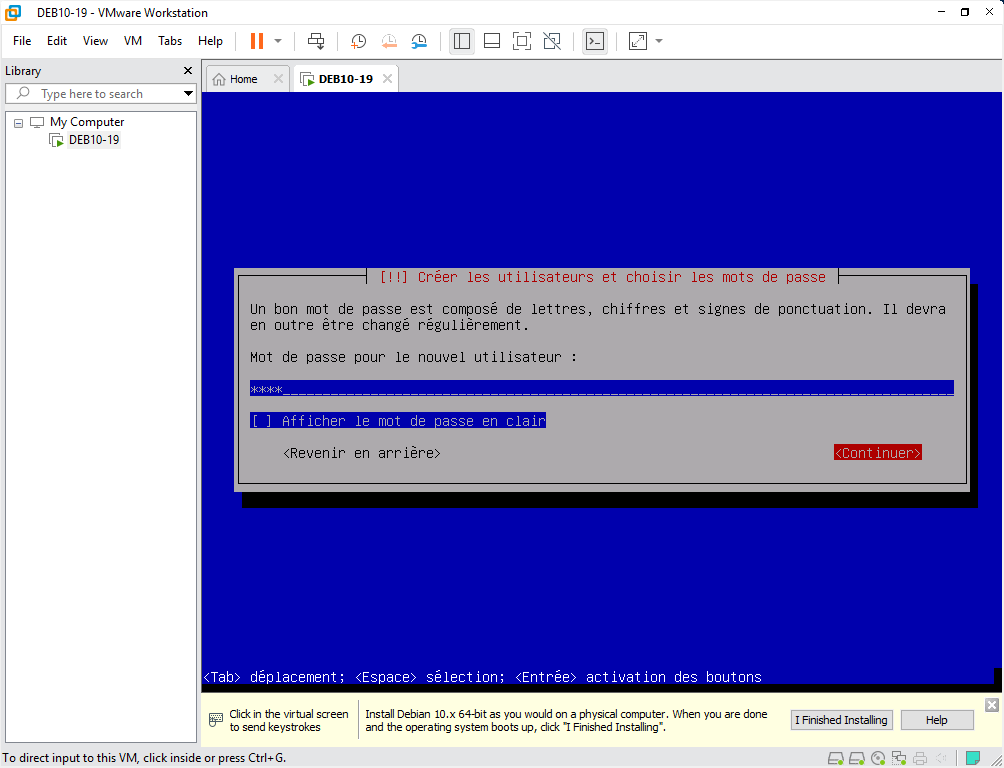 DEB10-19 - VMware Workstation
File Edit View VM Tabs Help
Library
Type here to search
My Computer
DEB10-19
Home
DEB10-19
[!!] Créer les utilisateurs et choisir les mots de passe
Un bon mot de passe est composé de lettres, chiffres et signes de ponctuation. Il devra
en outre être changé régulièrement.
Mot de passe pour le nouvel utilisateur :
****
[ ] Afficher le mot de passe en clair
<Revenir en arrière> <Continuer>
<Tab> déplacement; <Espace> sélection; <Entrée> activation des boutons
Click in the virtual screen
to send keystrokes
Install Debian 10.x 64-bit as you would on a physical computer. When you are done
and the operating system boots up, click "I Finished Installing".
I Finished Installing
Help
To direct input to this VM, click inside or press Ctrl+G.